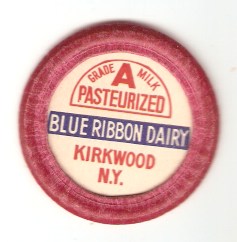 GRADE A MILK
PASTEURIZED
BLUE RIBBON DAIRY
KIRKWOOD
N.Y.